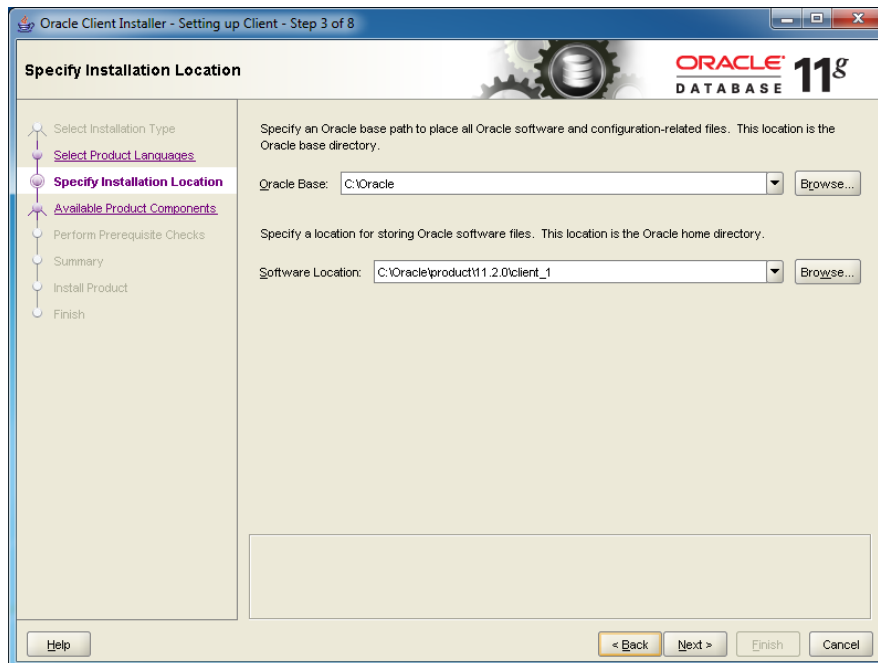 Oracle Client Installer - Setting up Client - Step 3 of 8
Specify Installation Location
ORACLE
DATABASE
11g
Select Installation Type
Select Product Languages
Specify Installation Location
Available Product Components
Perform Prerequisite Checks
Summary
Install Product
Finish
Specify an Oracle base path to place all Oracle software and configuration-related files. This location is the
Oracle base directory.
Oracle Base: C:\Oracle Browse...
Specify a location for storing Oracle software files. This location is the Oracle home directory.
Software Location: C:\Oracle\product\11.2.0\client_1 Browse...
Help < Back Next > Finish Cancel